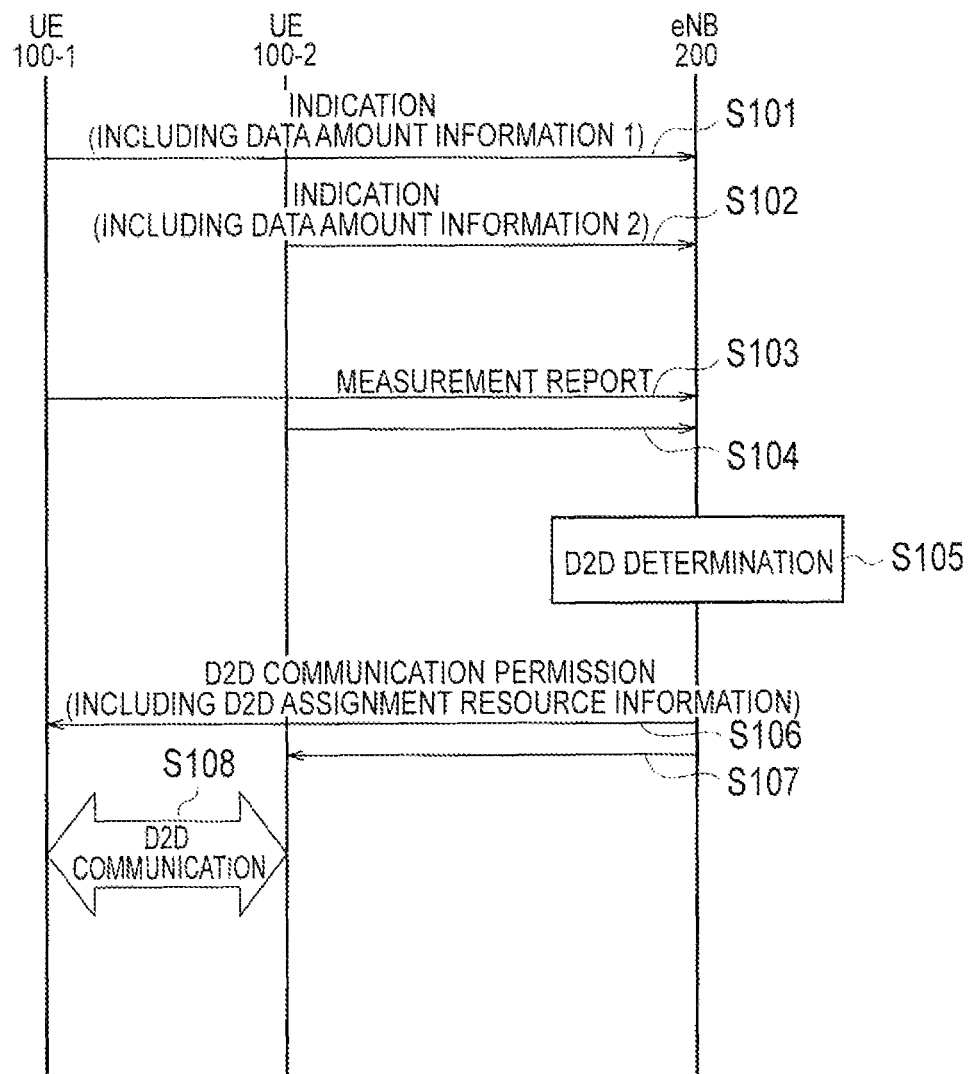 UE
100-1
UE
100-2
eNB
200
INDICATION
(INCLUDING DATA AMOUNT INFORMATION 1)
S101
INDICATION
(INCLUDING DATA AMOUNT INFORMATION 2)
S102
MEASUREMENT REPORT
S103
S104
D2D DETERMINATION
S105
D2D COMMUNICATION PERMISSION
(INCLUDING D2D ASSIGNMENT RESOURCE INFORMATION)
S106
S107
S108
D2D
COMMUNICATION